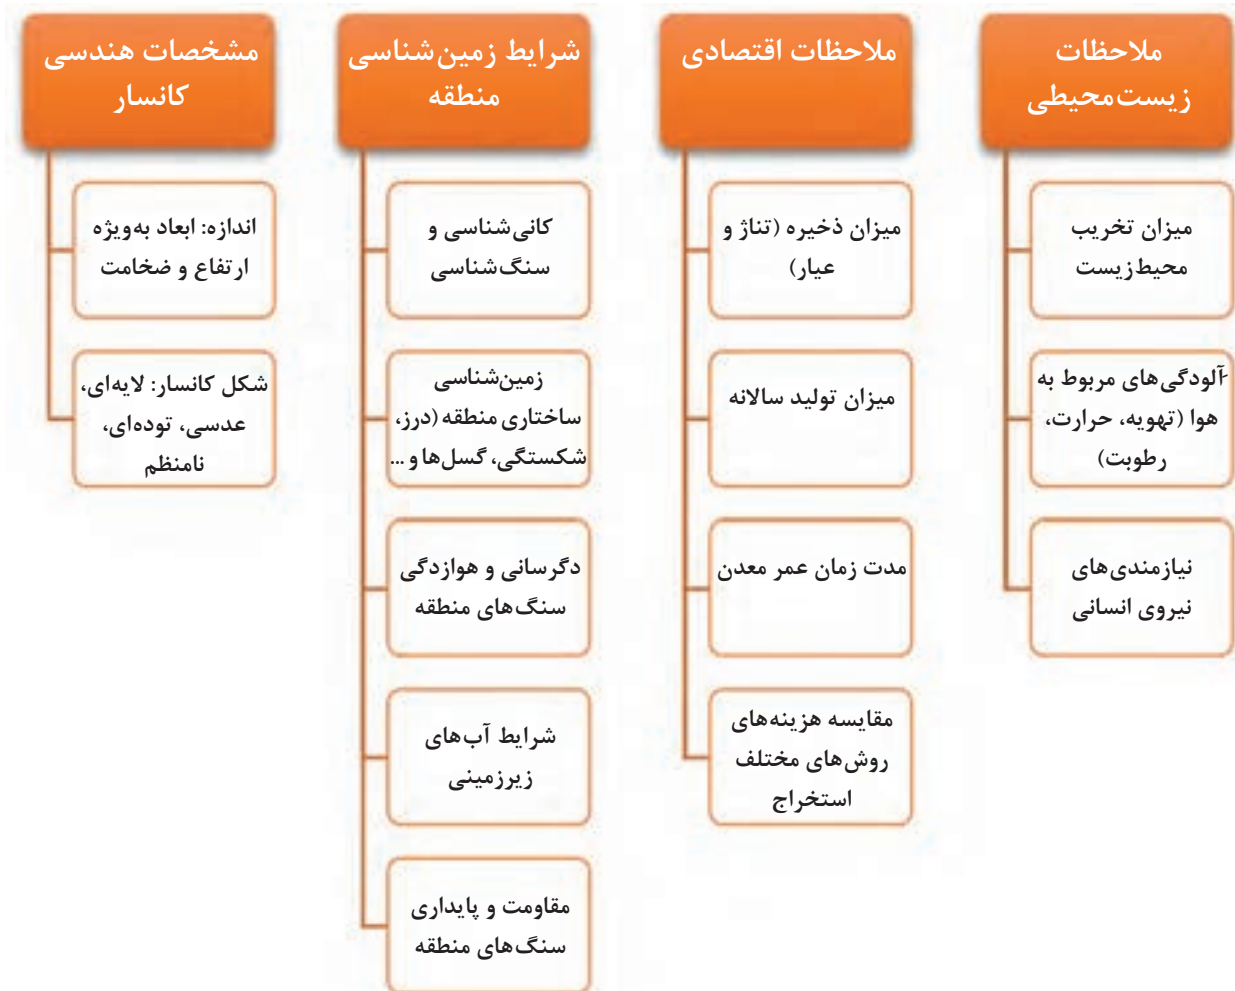 ملاحظات
زیست‌محیطی
میزان تخریب
محیط‌زیست
آلودگی‌های مربوط به
هوا (تهویه، حرارت،
رطوبت)
نیازمندی‌های
نیروی انسانی
ملاحظات اقتصادی
میزان ذخیره (تناژ و
عیار)
میزان تولید سالانه
مدت زمان عمر معدن
مقایسه هزینه‌های
روش‌های مختلف
استخراج
شرایط زمین‌شناسی
منطقه
کانی‌شناسی و
سنگ‌شناسی
زمین‌شناسی
ساختاری منطقه (درز،
شکستگی، گسل‌ها و ...
دگرسانی و هوازدگی
سنگ‌های منطقه
شرایط آب‌های
زیرزمینی
مقاومت و پایداری
سنگ‌های منطقه
مشخصات هندسی
کانسار
اندازه: ابعاد به‌ویژه
ارتفاع و ضخامت
شکل کانسار: لایه‌ای،
عدسی، توده‌ای،
نامنظم